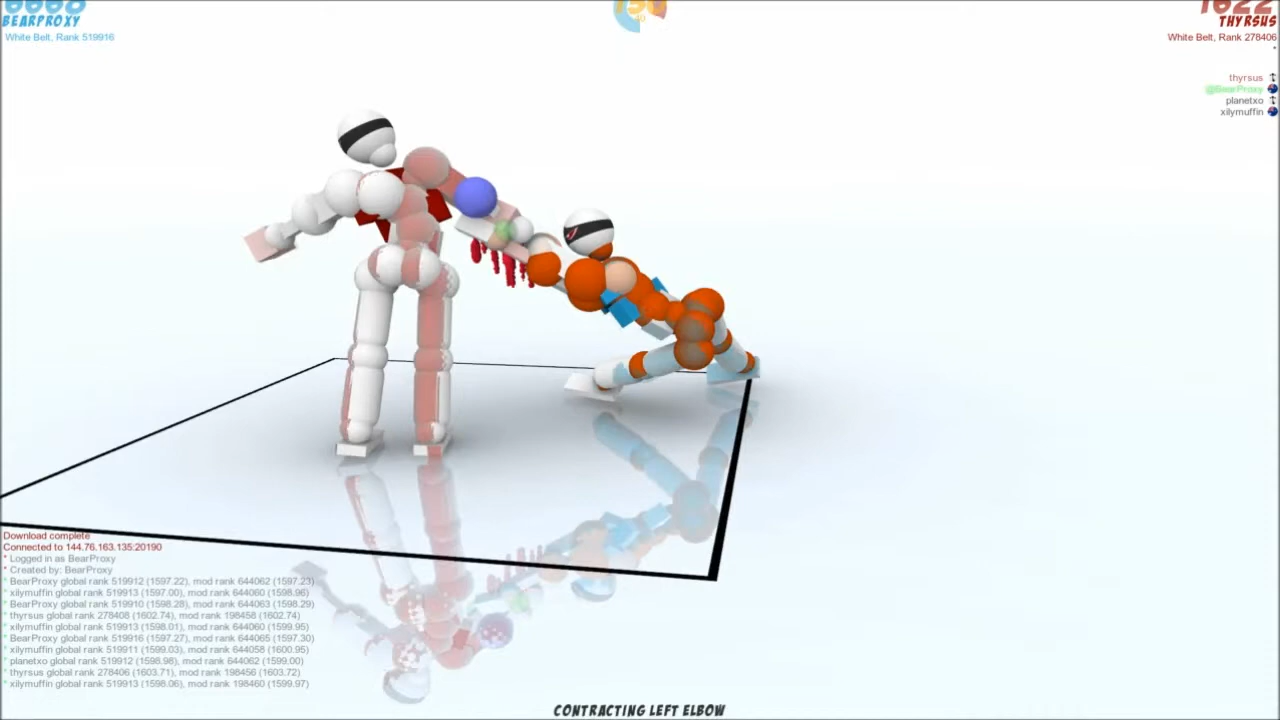 BEARPROXY
White Belt, Rank 519916
THYRSUS
White Belt, Rank 278406
thyrsus
@BearProxy
planetxo
xilymuffin
Download complete
Connected to 144.76.163.135:20190
* Logged in as BearProxy
* Created by: BearProxy
* BearProxy global rank 519912 (1597.22), mod rank 644062 (1597.23)
* xilymuffin global rank 519913 (1597.00), mod rank 644060 (1598.96)
* BearProxy global rank 519910 (1598.28), mod rank 644063 (1598.29)
* thyrsus global rank 278408 (1602.74), mod rank 198458 (1602.74)
* xilymuffin global rank 519913 (1598.01), mod rank 644060 (1599.95)
* BearProxy global rank 519916 (1597.27), mod rank 644065 (1597.30)
* xilymuffin global rank 519911 (1599.03), mod rank 644058 (1600.95)
* planetxo global rank 519912 (1598.98), mod rank 644062 (1599.00)
* thyrsus global rank 278406 (1603.71), mod rank 198456 (1603.72)
* xilymuffin global rank 519913 (1598.06), mod rank 198460 (1599.97)
CONTRACTING LEFT ELBOW